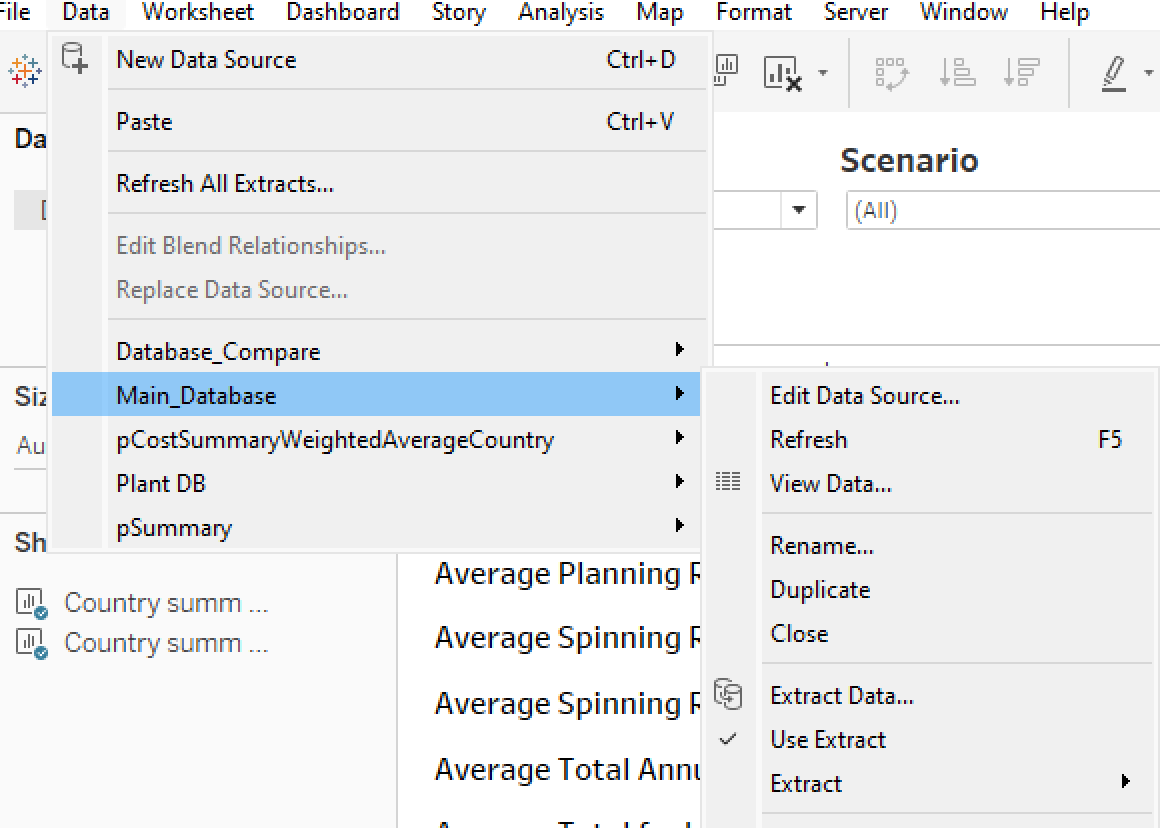 File Data Worksheet Dashboard Story Analysis Map Format Server Window Help
New Data Source Ctrl+D
Paste Ctrl+V
Refresh All Extracts...
Edit Blend Relationships...
Replace Data Source...
Database_Compare
Main_Database
pCostSummaryWeightedAverageCountry
Plant DB
pSummary
Da
Scenario
(All)
Siz
Au
Sh
Country summ ...
Country summ ...
Edit Data Source...
Refresh F5
View Data...
Rename...
Duplicate
Close
Extract Data...
Use Extract
Extract
Average Planning R
Average Spinning R
Average Spinning R
Average Total Annu